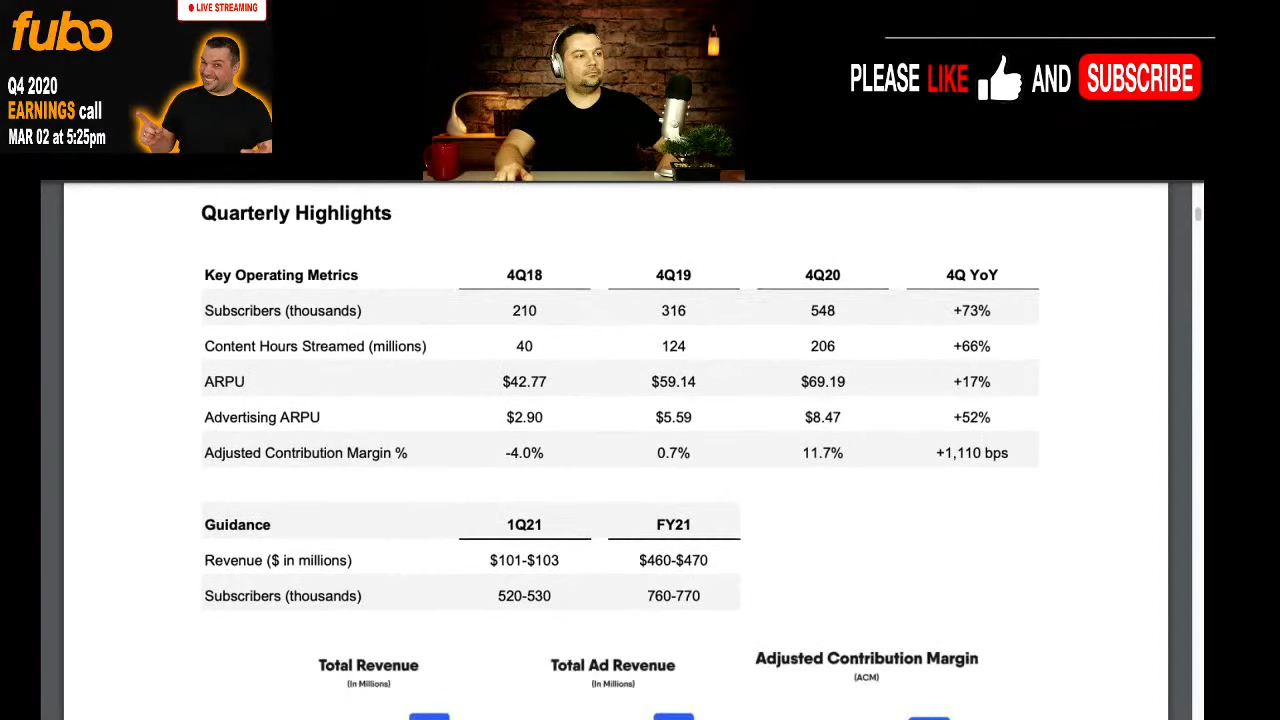 fubo
LIVE STREAMING
Q4 2020
EARNINGS call
MAR 02 at 5:25pm
PLEASE LIKE AND SUBSCRIBE
Quarterly Highlights
Key Operating Metrics 4Q18 4Q19 4Q20 4Q YoY
Subscribers (thousands) 210 316 548 +73%
Content Hours Streamed (millions) 40 124 206 +66%
ARPU $42.77 $59.14 $69.19 +17%
Advertising ARPU $2.90 $5.59 $8.47 +52%
Adjusted Contribution Margin % -4.0% 0.7% 11.7% +1,110 bps
Guidance 1Q21 FY21
Revenue ($ in millions) $101-$103 $460-$470
Subscribers (thousands) 520-530 760-770
Total Revenue Total Ad Revenue Adjusted Contribution Margin
(In Millions) (In Millions) (ACM)